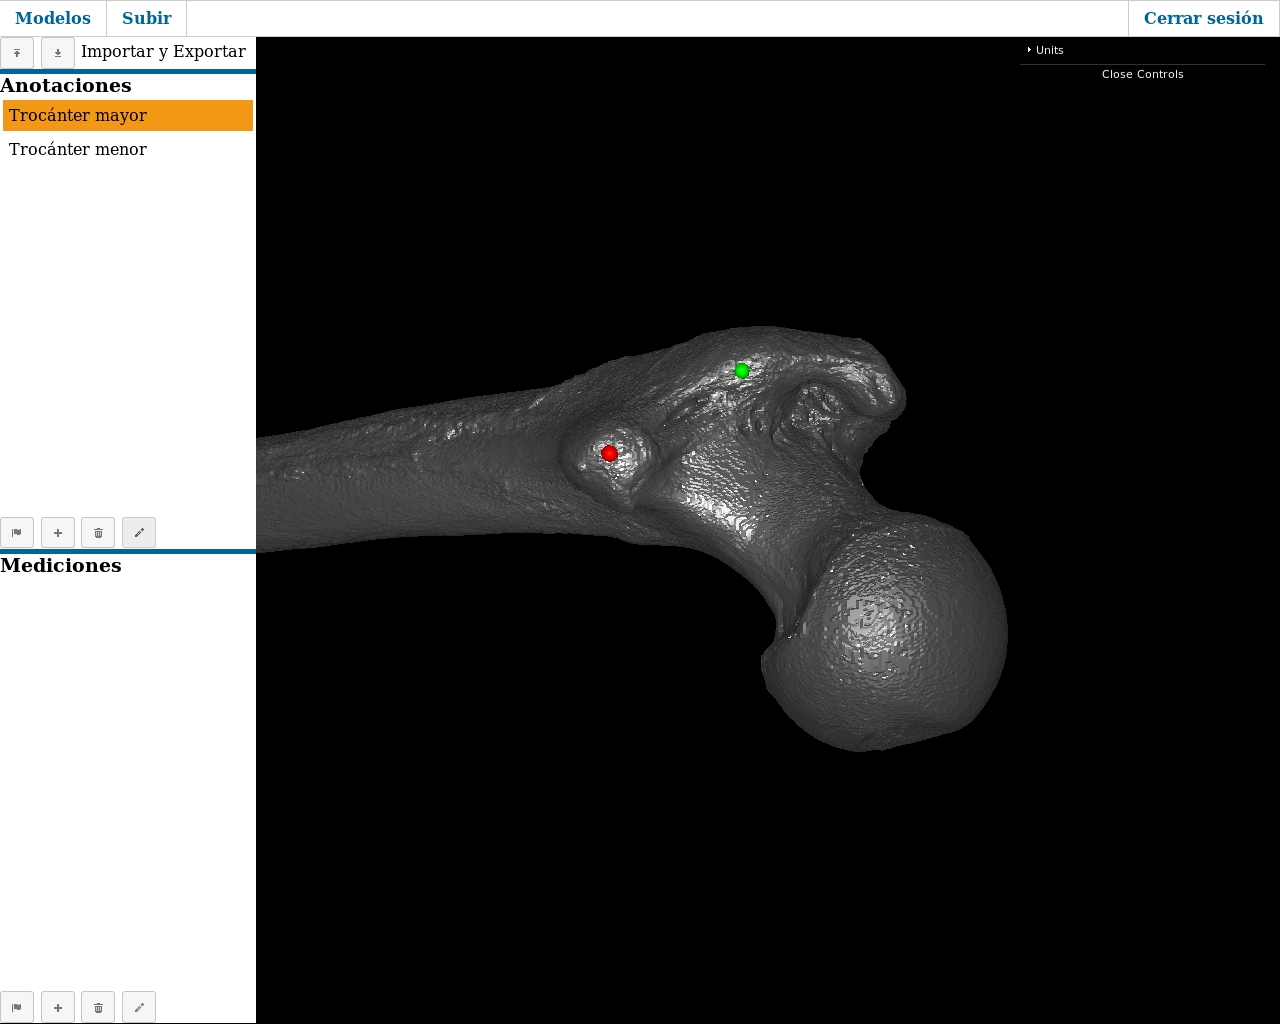 Modelos
Subir
Cerrar sesión
Importar y Exportar
Units
Close Controls
Anotaciones
Trocánter mayor
Trocánter menor
Mediciones